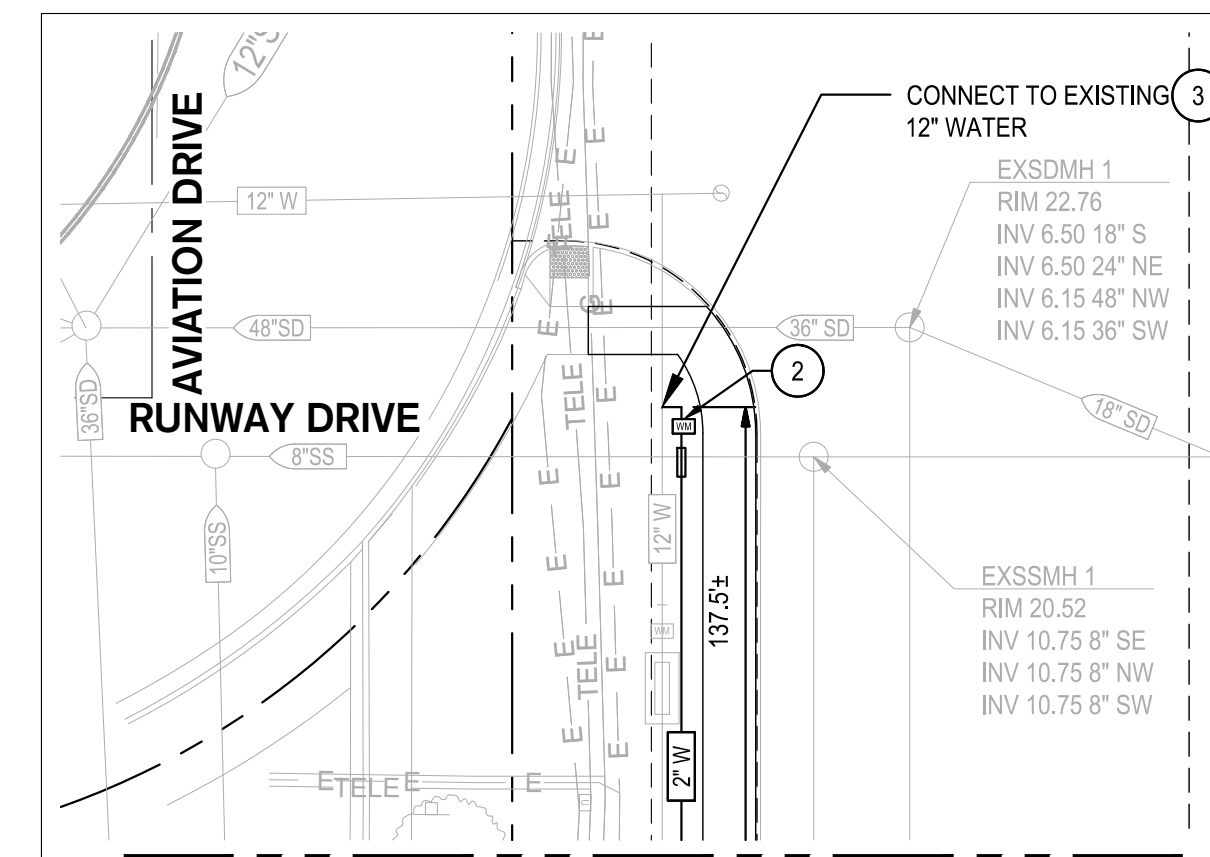 12"S
AVIATION DRIVE
RUNWAY DRIVE
CONNECT TO EXISTING
12" WATER
3
EXSDMH 1
RIM 22.76
INV 6.50 18" S
INV 6.50 24" NE
INV 6.15 48" NW
INV 6.15 36" SW
12" W
48"SD
36" SD
36"SD
18" SD
2
WM
8"SS
10"SS
12" W
137.5'±
WM
2" W
EXSSMH 1
RIM 20.52
INV 10.75 8" SE
INV 10.75 8" NW
INV 10.75 8" SW
E
E
E
E
E
TELE
E
E
G
E
E
TELE
E
E
E
E
E
E
TELE
E
E
E
E
TELE
E
E